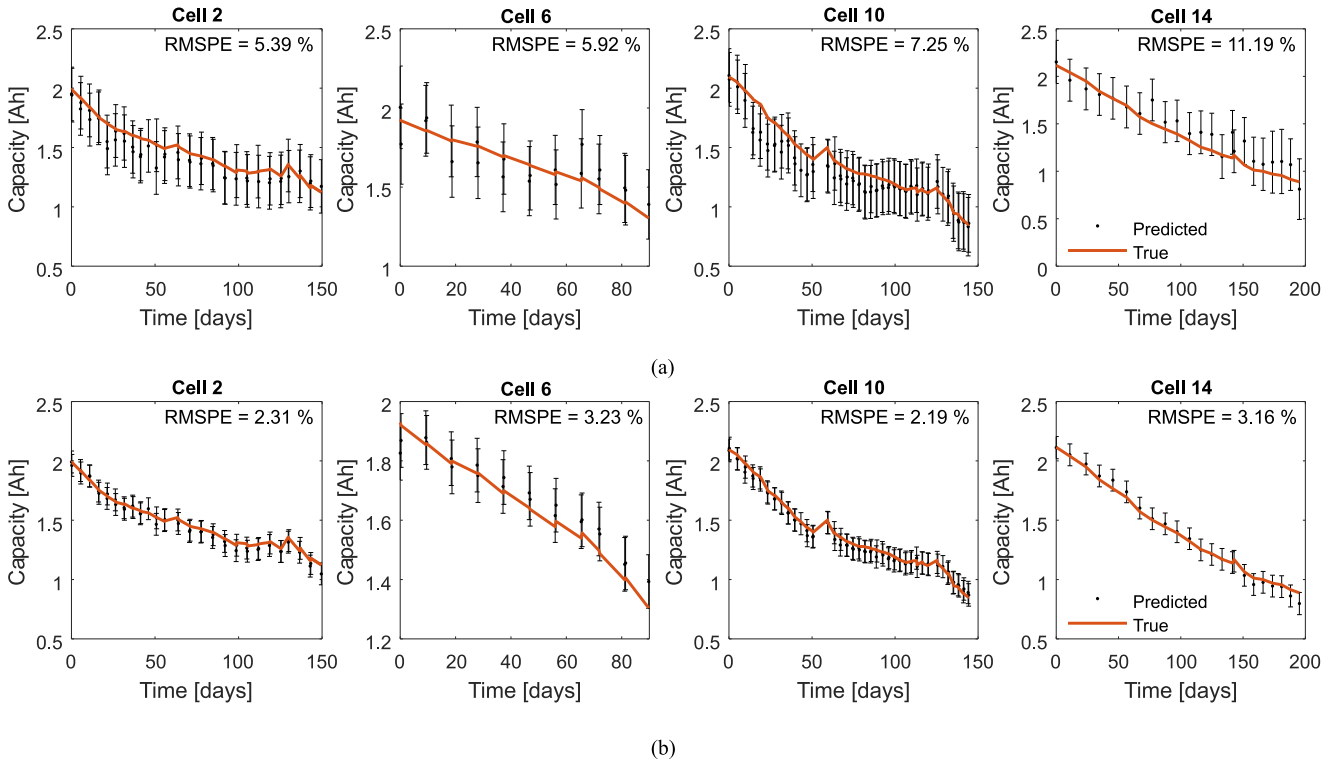 Cell 2
RMSPE = 5.39 %
Capacity [Ah]
2.5
2
1.5
1
0.5
0
50
100
150
Time [days]
Cell 6
RMSPE = 5.92 %
Capacity [Ah]
2.5
2
1.5
1
0
20
40
60
80
Time [days]
Cell 10
RMSPE = 7.25 %
Capacity [Ah]
2.5
2
1.5
1
0.5
0
50
100
150
Time [days]
Cell 14
RMSPE = 11.19 %
Capacity [Ah]
2.5
2
1.5
1
0.5
0
Predicted
True
0
50
100
150
200
Time [days]
(a)
Cell 2
RMSPE = 2.31 %
Capacity [Ah]
2.5
2
1.5
1
0.5
0
50
100
150
Time [days]
Cell 6
RMSPE = 3.23 %
Capacity [Ah]
2
1.8
1.6
1.4
1.2
0
20
40
60
80
Time [days]
Cell 10
RMSPE = 2.19 %
Capacity [Ah]
2.5
2
1.5
1
0.5
0
50
100
150
Time [days]
Cell 14
RMSPE = 3.16 %
Capacity [Ah]
2.5
2
1.5
1
0.5
Predicted
True
0
50
100
150
200
Time [days]
(b)